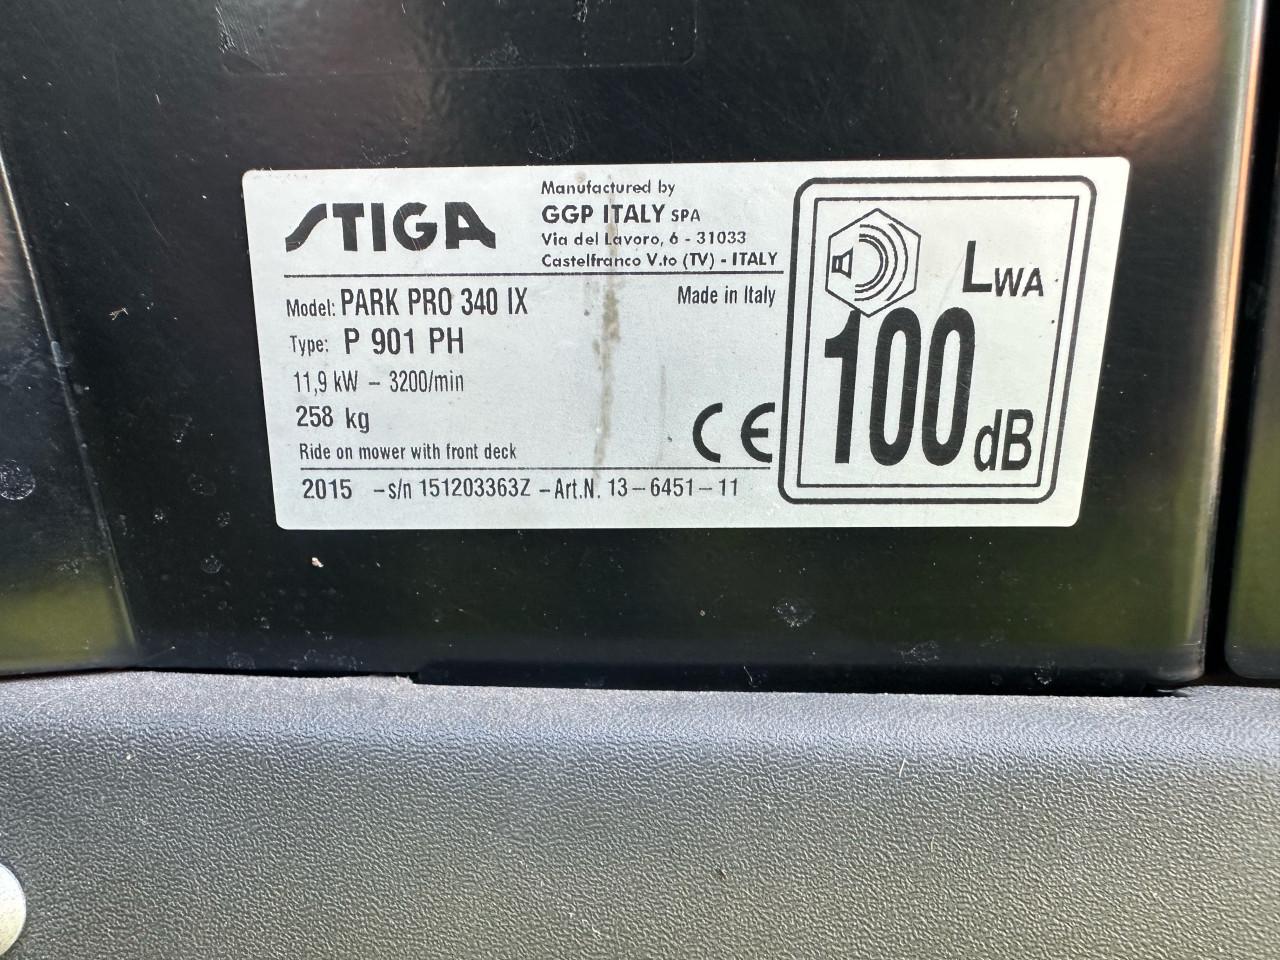 STIGA
Manufactured by
GGP ITALY SPA
Via del Lavoro, 6 - 31033
Castelfranco V.to (TV) - ITALY
Model: PARK PRO 340 IX
Made in Italy
Type: P 901 PH
11,9 kW – 3200/min
258 kg
Ride on mower with front deck
CE
2015 –s/n 151203363Z –Art.N. 13–6451–11
LWA
100 dB